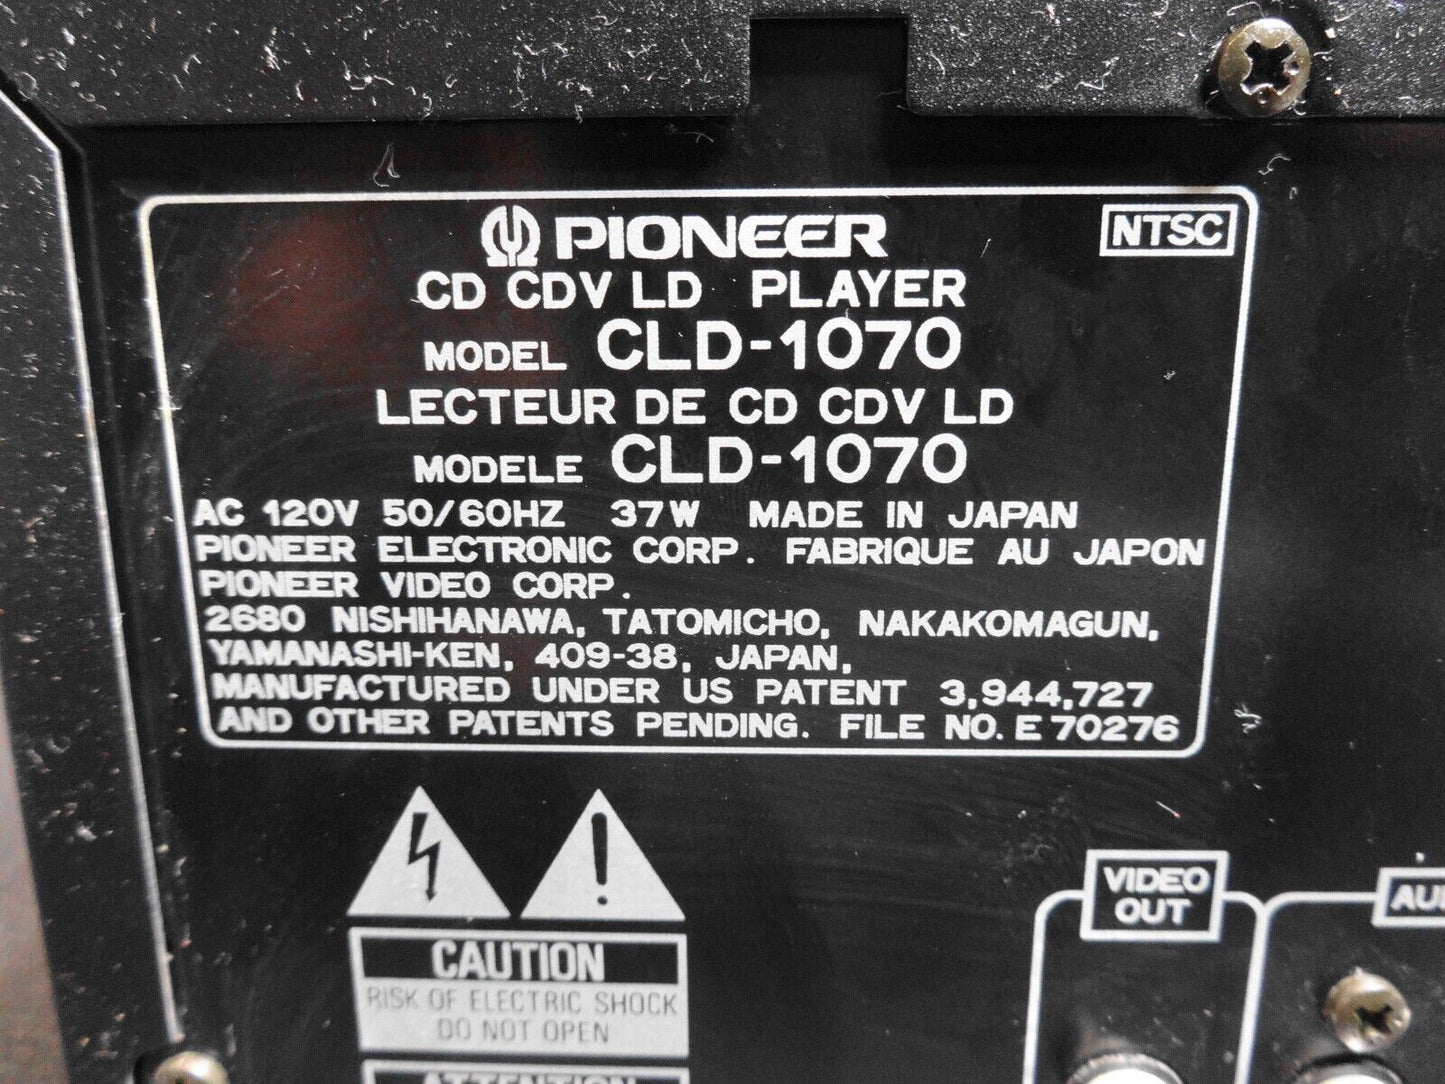 PIONEER
NTSC
CD CDV LD PLAYER
MODEL CLD-1070
LECTEUR DE CD CDV LD
MODELE CLD-1070
AC 120V 50/60HZ 37W MADE IN JAPAN
PIONEER ELECTRONIC CORP. FABRIQUE AU JAPON
PIONEER VIDEO CORP.
2680 NISHIHANAWA, TATOMICHO, NAKAKOMAGUN,
YAMANASHI-KEN, 409-38, JAPAN,
MANUFACTURED UNDER US PATENT 3,944,727
AND OTHER PATENTS PENDING. FILE NO. E 70276
CAUTION
RISK OF ELECTRIC SHOCK
DO NOT OPEN
ATTENTION
VIDEO
OUT